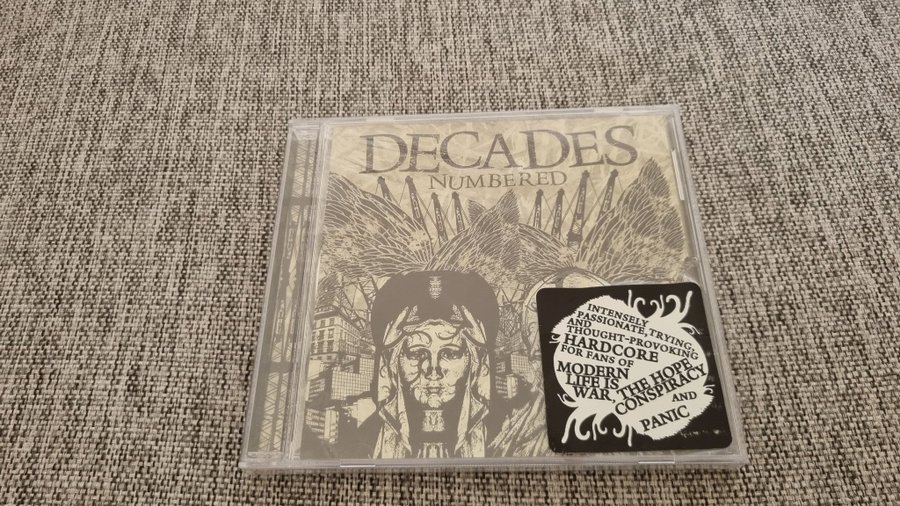 DECADES
NUMBERED
INTENSELY
PASSIONATE, TRYING
AND
THOUGHT-PROVOKING
HARDCORE
FOR FANS OF
MODERN
LIFE IS
WAR, THE HOPE
CONSPIRACY
AND
PANIC